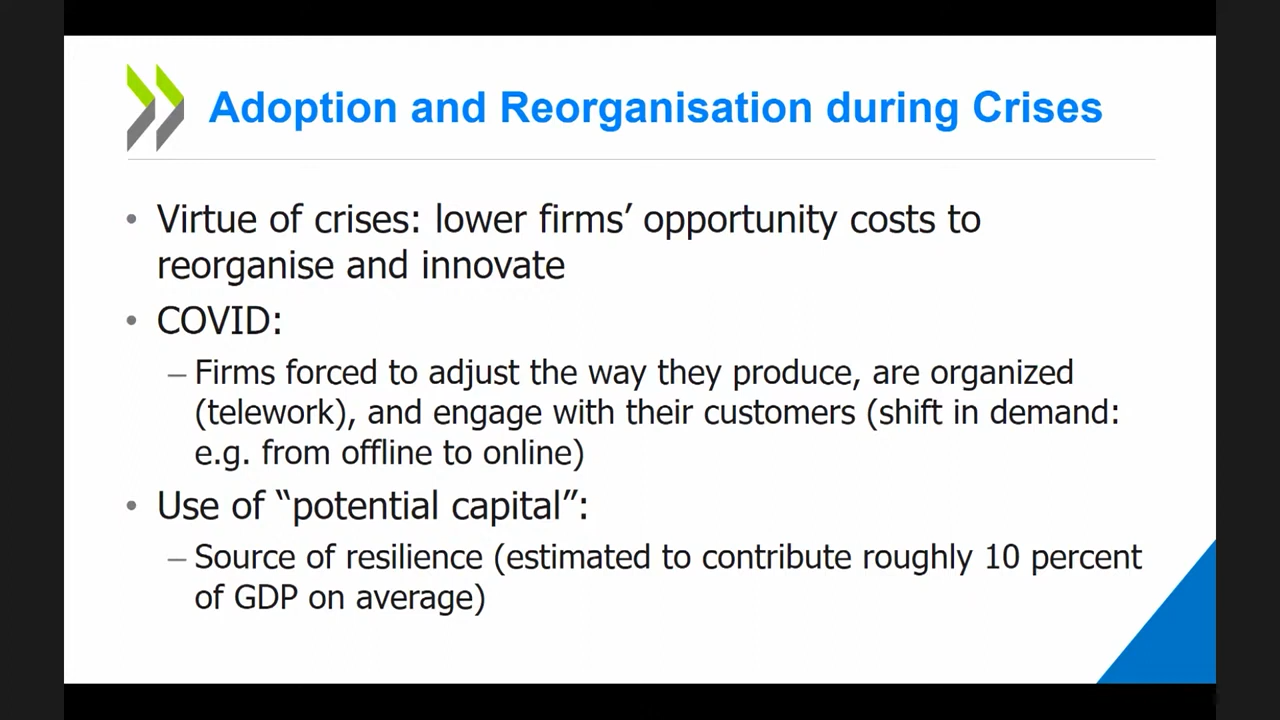 Adoption and Reorganisation during Crises
• Virtue of crises: lower firms’ opportunity costs to
reorganise and innovate
• COVID:
– Firms forced to adjust the way they produce, are organized
(telework), and engage with their customers (shift in demand:
e.g. from offline to online)
• Use of “potential capital”:
– Source of resilience (estimated to contribute roughly 10 percent
of GDP on average)